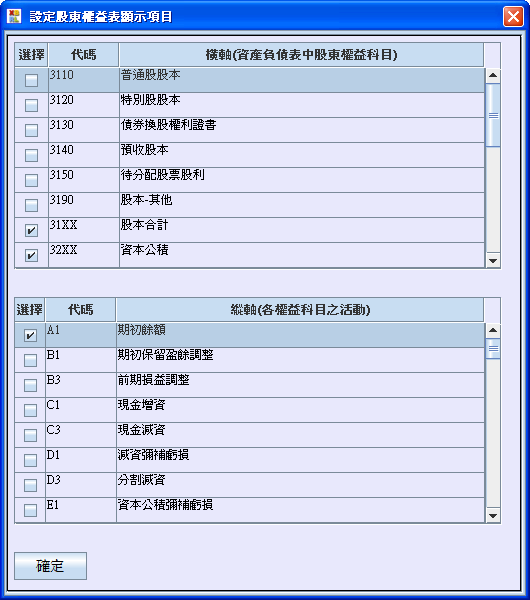 設定股東權益表顯示項目
選擇 代碼 橫軸(資產負債表中股東權益科目)
3110 普通股股本
3120 特別股股本
3130 債券換股權利證書
3140 預收股本
3150 待分配股票股利
3190 股本-其他
31XX 股本合計
32XX 資本公積
選擇 代碼 縱軸(各權益科目之活動)
A1 期初餘額
B1 期初保留盈餘調整
B3 前期損益調整
C1 現金增資
C3 現金減資
D1 減資彌補虧損
D3 分割減資
E1 資本公積彌補虧損
確定